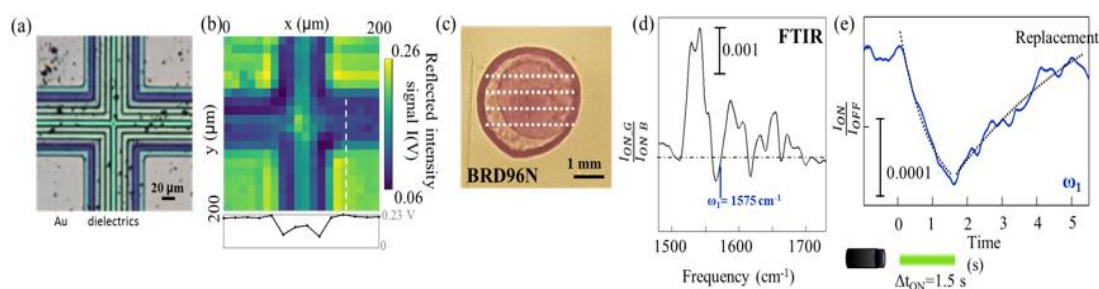 (a)
20 µm
Au dielectrics
(b)
0 x (µm) 200
y (µm)
200
0.26
Reflected intensity
signal I(V)
0.06
0.23 V
0
(c)
BRD96N
1 mm
(d)
FTIR
0.001
I_ON_G
I_ON_B
ω₁= 1575 cm⁻¹
1500 1600 1700
Frequency (cm⁻¹)
(e)
Replacement
I_ON
I_OFF
0.0001
ω₁
0 1 2 3 4 5
Time
(s)
Δt_ON=1.5 s